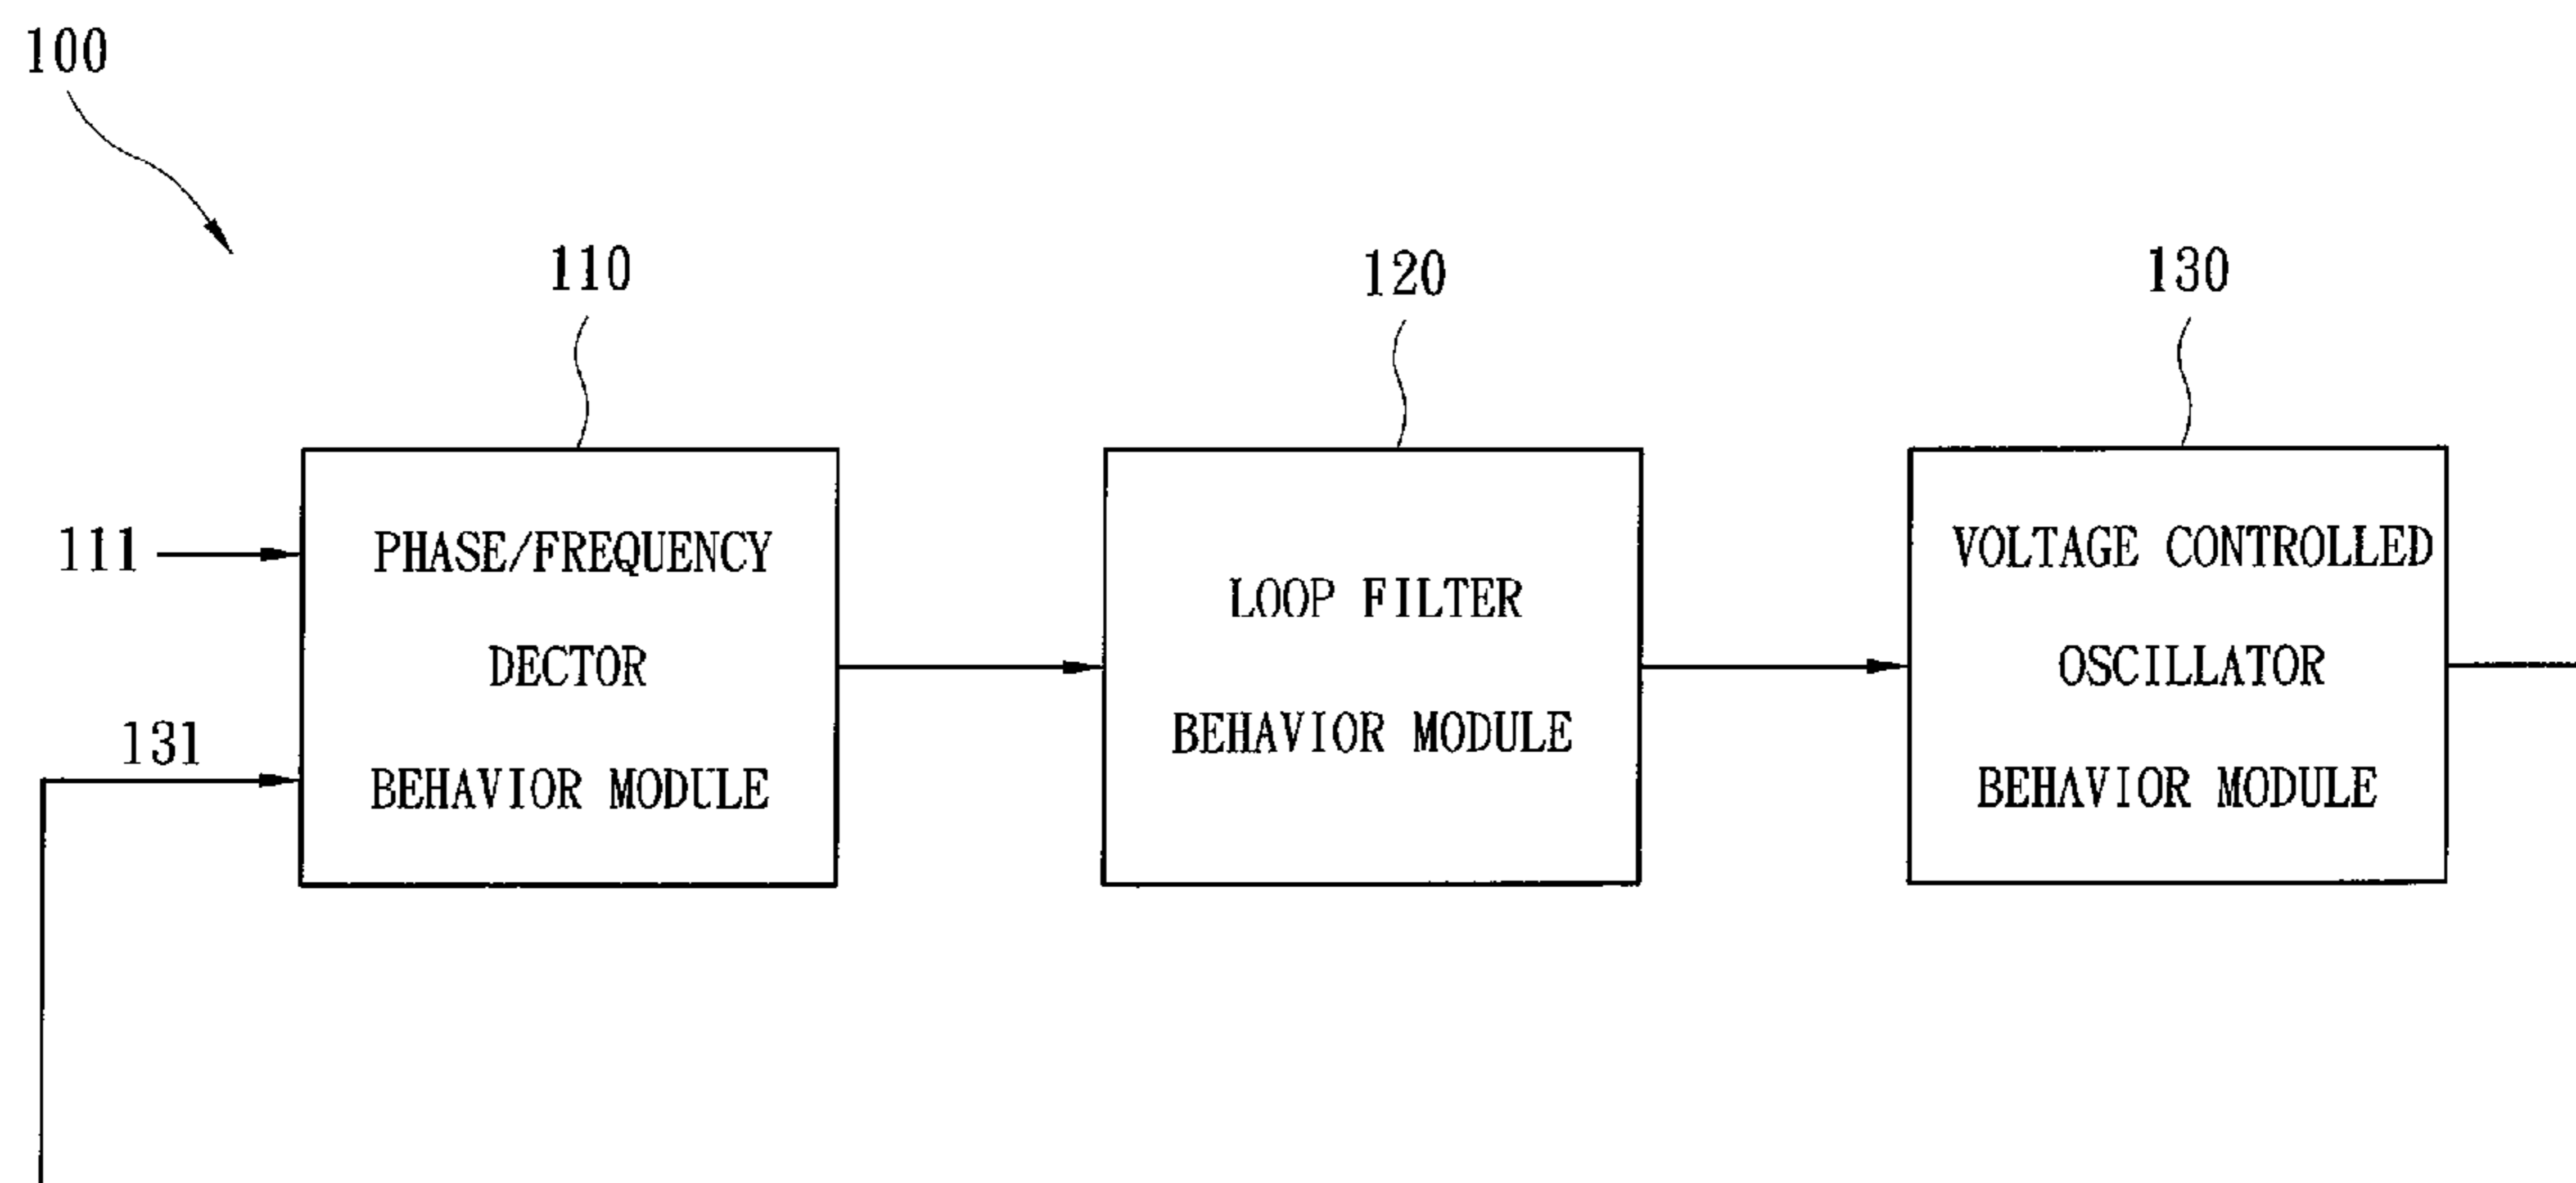 100
110
120
130
111
PHASE/FREQUENCY
DECTOR
BEHAVIOR MODULE
131
LOOP FILTER
BEHAVIOR MODULE
VOLTAGE CONTROLLED
OSCILLATOR
BEHAVIOR MODULE